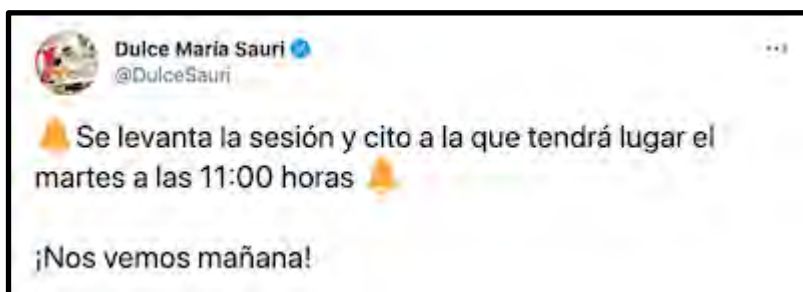 Dulce María Sauri
@DulceSauri
🔔 Se levanta la sesión y cito a la que tendrá lugar el
martes a las 11:00 horas 🔔
¡Nos vemos mañana!